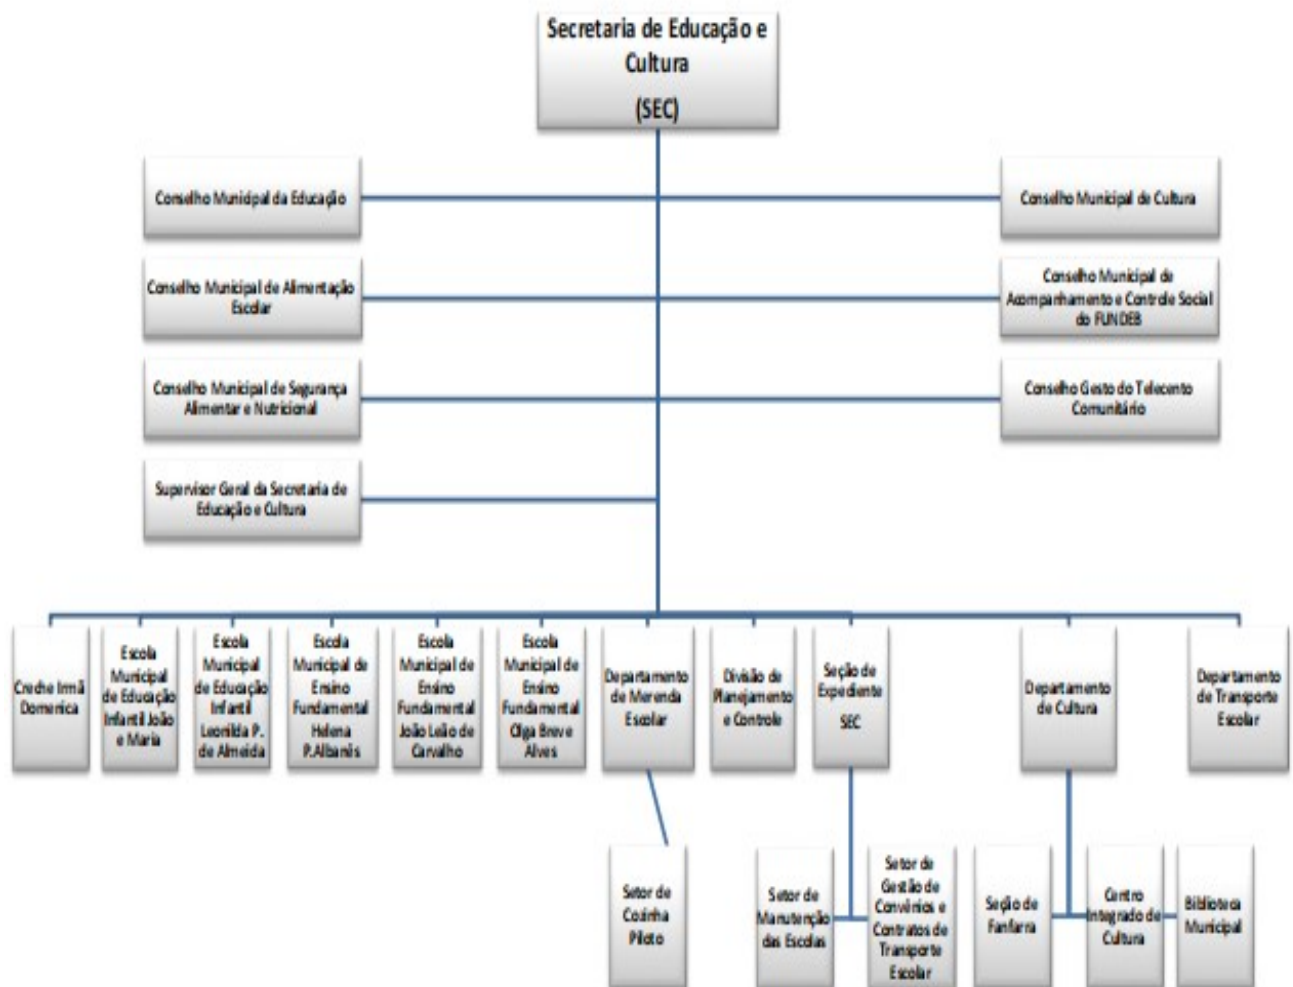 Secretaria de Educação e
Cultura
(SEC)
Conselho Municipal da Educação
Conselho Municipal de Cultura
Conselho Municipal de Alimentação
Escolar
Conselho Municipal de
Acompanhamento e Controle Social
do FUNDEB
Conselho Municipal de Segurança
Alimentar e Nutricional
Conselho Gesto do Telecento
Comunitário
Supervisor Geral da Secretaria de
Educação e Cultura
Creche Irmã
Domenica
Escola
Municipal
de Educação
Infantil João
e Maria
Escola
Municipal
de Educação
Infantil
Leonilda P.
de Almeida
Escola
Municipal de
Ensino
Fundamental
Helena
P.Albanês
Escola
Municipal de
Ensino
Fundamental
João Leão de
Carvalho
Escola
Municipal de
Ensino
Fundamental
Olga Breve
Alves
Departamento
de Merenda
Escolar
Divisão de
Planejamento
e Controle
Seção de
Expediente
SEC
Departamento
de Cultura
Departamento
de Transporte
Escolar
Setor de
Cozinha
Piloto
Setor de
Manutenção
das Escolas
Setor de
Gestão de
Convênios e
Contratos de
Transporte
Escolar
Seção de
Fanfarra
Centro
Integrado de
Cultura
Biblioteca
Municipal